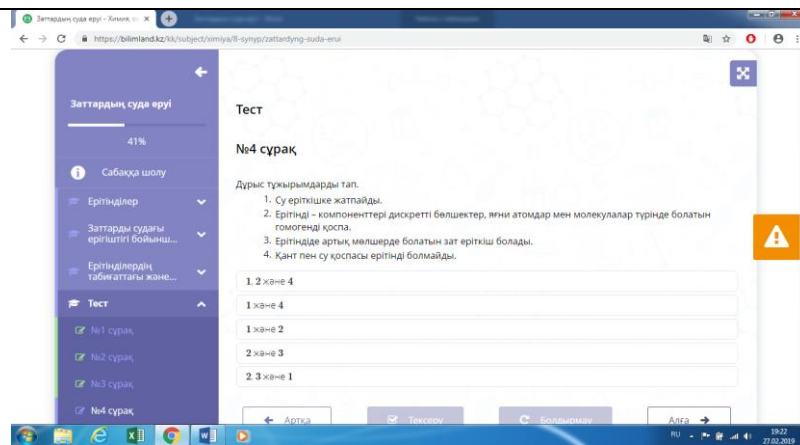 Заттардың суда еруі - Химия, 
https://bilimland.kz/kk/subject/ximiya/8-synyp/zattardyng-suda-erui
Заттардың суда еруі
41%
Сабаққа шолу
Ерітінділер
Заттарды судағы
ерігіштігі бойынш...
Ерітінділердің
табиғаттағы және...
Тест
№1 сұрақ
№2 сұрақ
№3 сұрақ
№4 сұрақ
Тест
№4 сұрақ
Дұрыс тұжырымдарды тап.
1. Су еріткішке жатпайды.
2. Ерітінді – компоненттері дискретті бөлшектер, яғни атомдар мен молекулалар түрінде болатын
гомогенді қоспа.
3. Ерітіндіде артық мөлшерде болатын зат еріткіш болады.
4. Қант пен су қоспасы ерітінді болмайды.
1, 2 және 4
1 және 4
1 және 2
2 және 3
2, 3 және 1
Артқа
Тексеру
Болдырмау
Алға
RU
19:22
27.02.2019